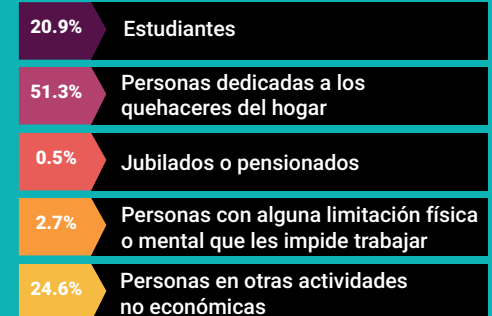 20.9% Estudiantes
51.3% Personas dedicadas a los
quehaceres del hogar
0.5% Jubilados o pensionados
2.7% Personas con alguna limitación física
o mental que les impide trabajar
24.6% Personas en otras actividades
no económicas